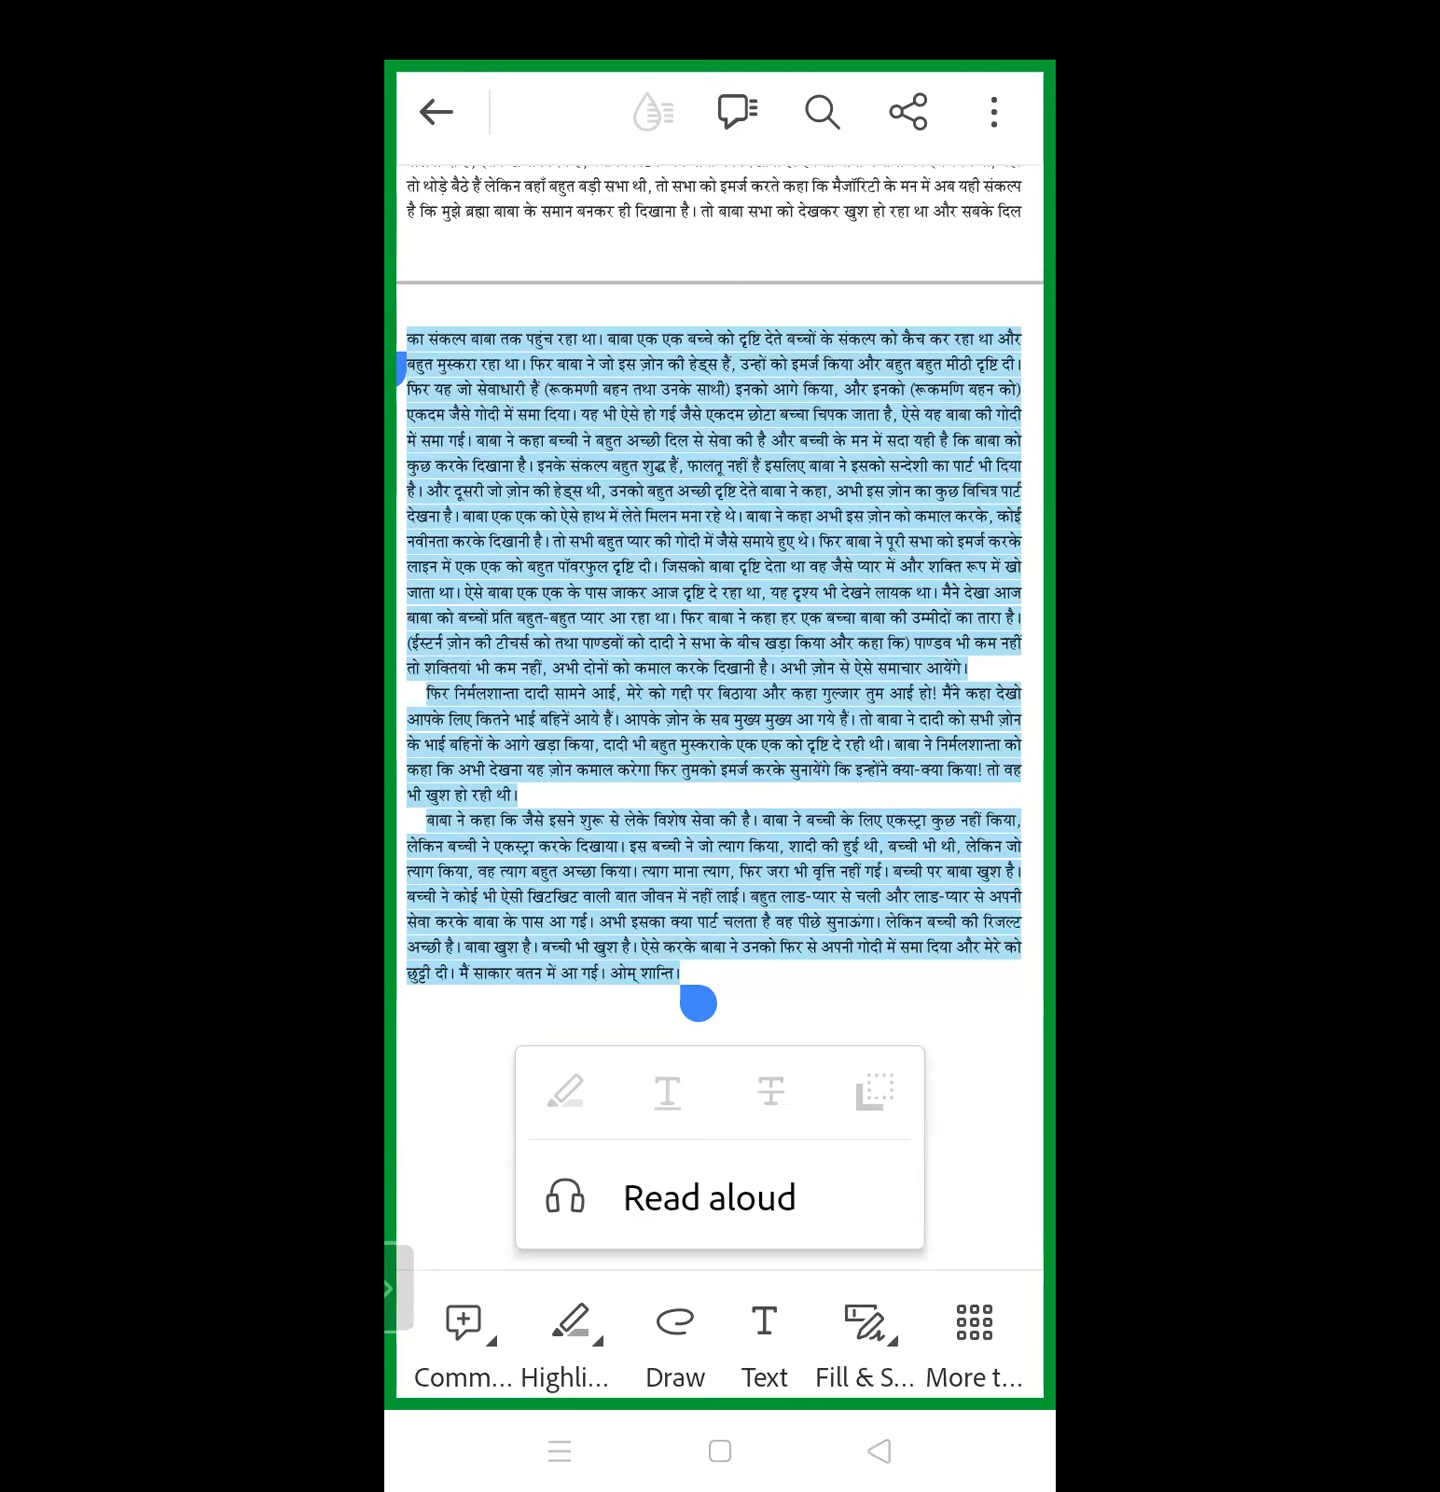 तो थोड़े बैठे हैं लेकिन वहाँ बहुत बड़ी सभा थी, तो सभा को इमर्ज करते कहा कि मैजॉरिटी के मन में अब यही संकल्प
है कि मुझे ब्रह्मा बाबा के समान बनकर ही दिखाना है। तो बाबा सभा को देखकर खुश हो रहा था और सबके दिल
का संकल्प बाबा तक पहुंच रहा था। बाबा एक एक बच्चे को दृष्टि देते बच्चों के संकल्प को कैच कर रहा था और
बहुत मुस्करा रहा था। फिर बाबा ने जो इस ज़ोन की हेड्स हैं, उन्हों को इमर्ज किया और बहुत बहुत मीठी दृष्टि दी।
फिर यह जो सेवाधारी हैं (रूकमणी बहन तथा उनके साथी) इनको आगे किया, और इनको (रूकमणि बहन को)
एकदम जैसे गोदी में समा दिया। यह भी ऐसे हो गई जैसे एकदम छोटा बच्चा चिपक जाता है, ऐसे यह बाबा की गोदी
में समा गई। बाबा ने कहा बच्ची ने बहुत अच्छी दिल से सेवा की है और बच्ची के मन में सदा यही है कि बाबा को
कुछ करके दिखाना है। इनके संकल्प बहुत शुद्ध हैं, फालतू नहीं हैं इसलिए बाबा ने इसको सन्देशी का पार्ट भी दिया
है। और दूसरी जो ज़ोन की हेड्स थी, उनको बहुत अच्छी दृष्टि देते बाबा ने कहा, अभी इस ज़ोन का कुछ विचित्र पार्ट
देखना है। बाबा एक एक को ऐसे हाथ में लेते मिलन मना रहे थे। बाबा ने कहा अभी इस ज़ोन को कमाल करके, कोई
नवीनता करके दिखानी है। तो सभी बहुत प्यार की गोदी में जैसे समाये हुए थे। फिर बाबा ने पूरी सभा को इमर्ज करके
लाइन में एक एक को बहुत पॉवरफुल दृष्टि दी। जिसको बाबा दृष्टि देता था वह जैसे प्यार में और शक्ति रूप में खो
जाता था। ऐसे बाबा एक एक के पास जाकर आज दृष्टि दे रहा था, यह दृश्य भी देखने लायक था। मैने देखा आज
बाबा को बच्चों प्रति बहुत-बहुत प्यार आ रहा था। फिर बाबा ने कहा हर एक बच्चा बाबा की उम्मीदों का तारा है।
(ईस्टर्न ज़ोन की टीचर्स को तथा पाण्डवों को दादी ने सभा के बीच खड़ा किया और कहा कि) पाण्डव भी कम नहीं
तो शक्तियां भी कम नहीं, अभी दोनों को कमाल करके दिखानी है। अभी ज़ोन से ऐसे समाचार आयेंगे।
फिर निर्मलशान्ता दादी सामने आई, मेरे को गद्दी पर बिठाया और कहा गुल्जार तुम आई हो! मैंने कहा देखो
आपके लिए कितने भाई बहिनें आये हैं। आपके ज़ोन के सब मुख्य मुख्य आ गये हैं। तो बाबा ने दादी को सभी ज़ोन
के भाई बहिनों के आगे खड़ा किया, दादी भी बहुत मुस्कराके एक एक को दृष्टि दे रही थी। बाबा ने निर्मलशान्ता को
कहा कि अभी देखना यह ज़ोन कमाल करेगा फिर तुमको इमर्ज करके सुनायेंगे कि इन्होंने क्या-क्या किया! तो वह
भी खुश हो रही थी।
बाबा ने कहा कि जैसे इसने शुरू से लेके विशेष सेवा की है। बाबा ने बच्ची के लिए एकस्ट्रा कुछ नहीं किया,
लेकिन बच्ची ने एकस्ट्रा करके दिखाया। इस बच्ची ने जो त्याग किया, शादी की हुई थी, बच्ची भी थी, लेकिन जो
त्याग किया, वह त्याग बहुत अच्छा किया। त्याग माना त्याग, फिर जरा भी वृत्ति नहीं गई। बच्ची पर बाबा खुश है।
बच्ची ने कोई भी ऐसी खिटखिट वाली बात जीवन में नहीं लाई। बहुत लाड-प्यार से चली और लाड-प्यार से अपनी
सेवा करके बाबा के पास आ गई। अभी इसका क्या पार्ट चलता है वह पीछे सुनाऊंगा। लेकिन बच्ची की रिजल्ट
अच्छी है। बाबा खुश है। बच्ची भी खुश है। ऐसे करके बाबा ने उनको फिर से अपनी गोदी में समा दिया और मेरे को
छुट्टी दी। मैं साकार वतन में आ गई। ओम् शान्ति।
Read aloud
Comm... Highli... Draw Text Fill & S... More t...